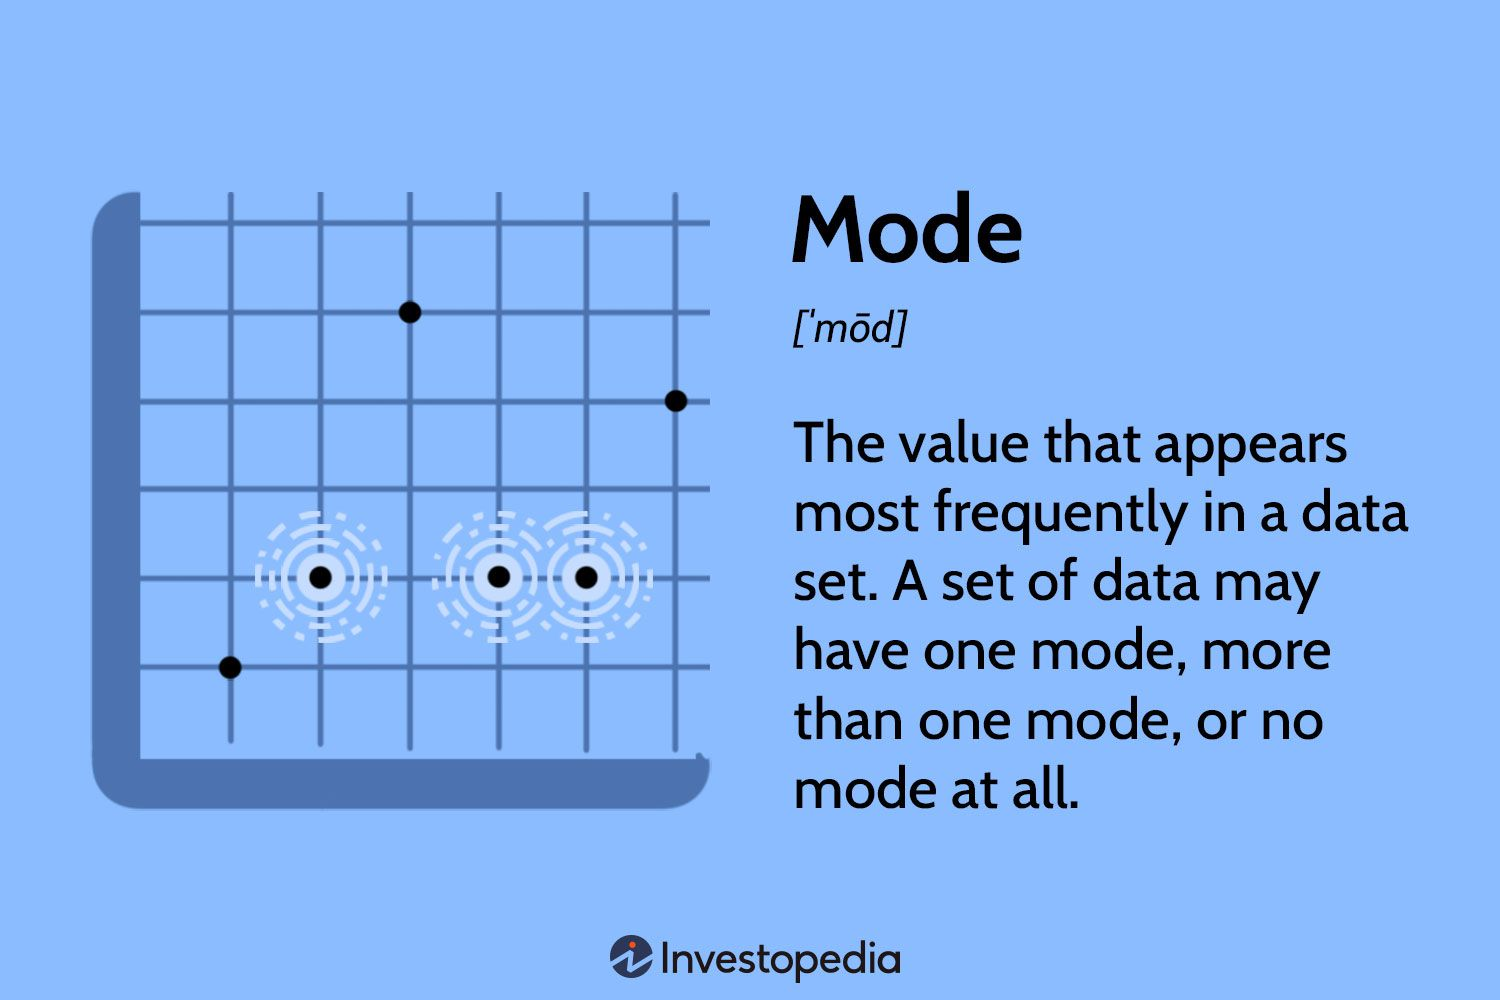 Mode
[ˈmōd]
The value that appears
most frequently in a data
set. A set of data may
have one mode, more
than one mode, or no
mode at all.
Investopedia